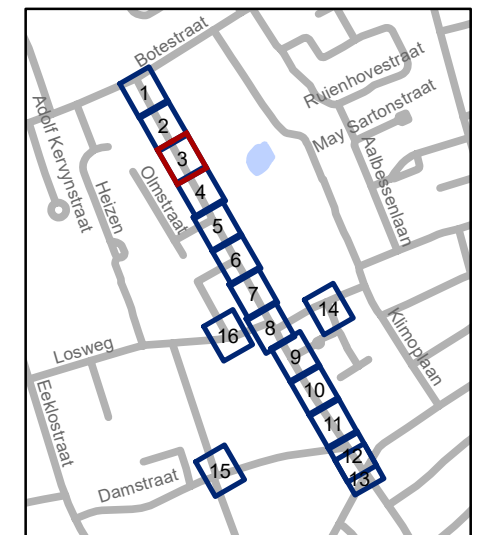 Botestraat
Ruienhovestraat
May Sartonstraat
Adolf Kervynstraat
Aalbessenlaan
Heizen
Olmstraat
1
2
3
4
5
6
7
14
8
16
9
Klimoplaan
Losweg
10
Eeklostraat
11
12
15
13
Damstraat